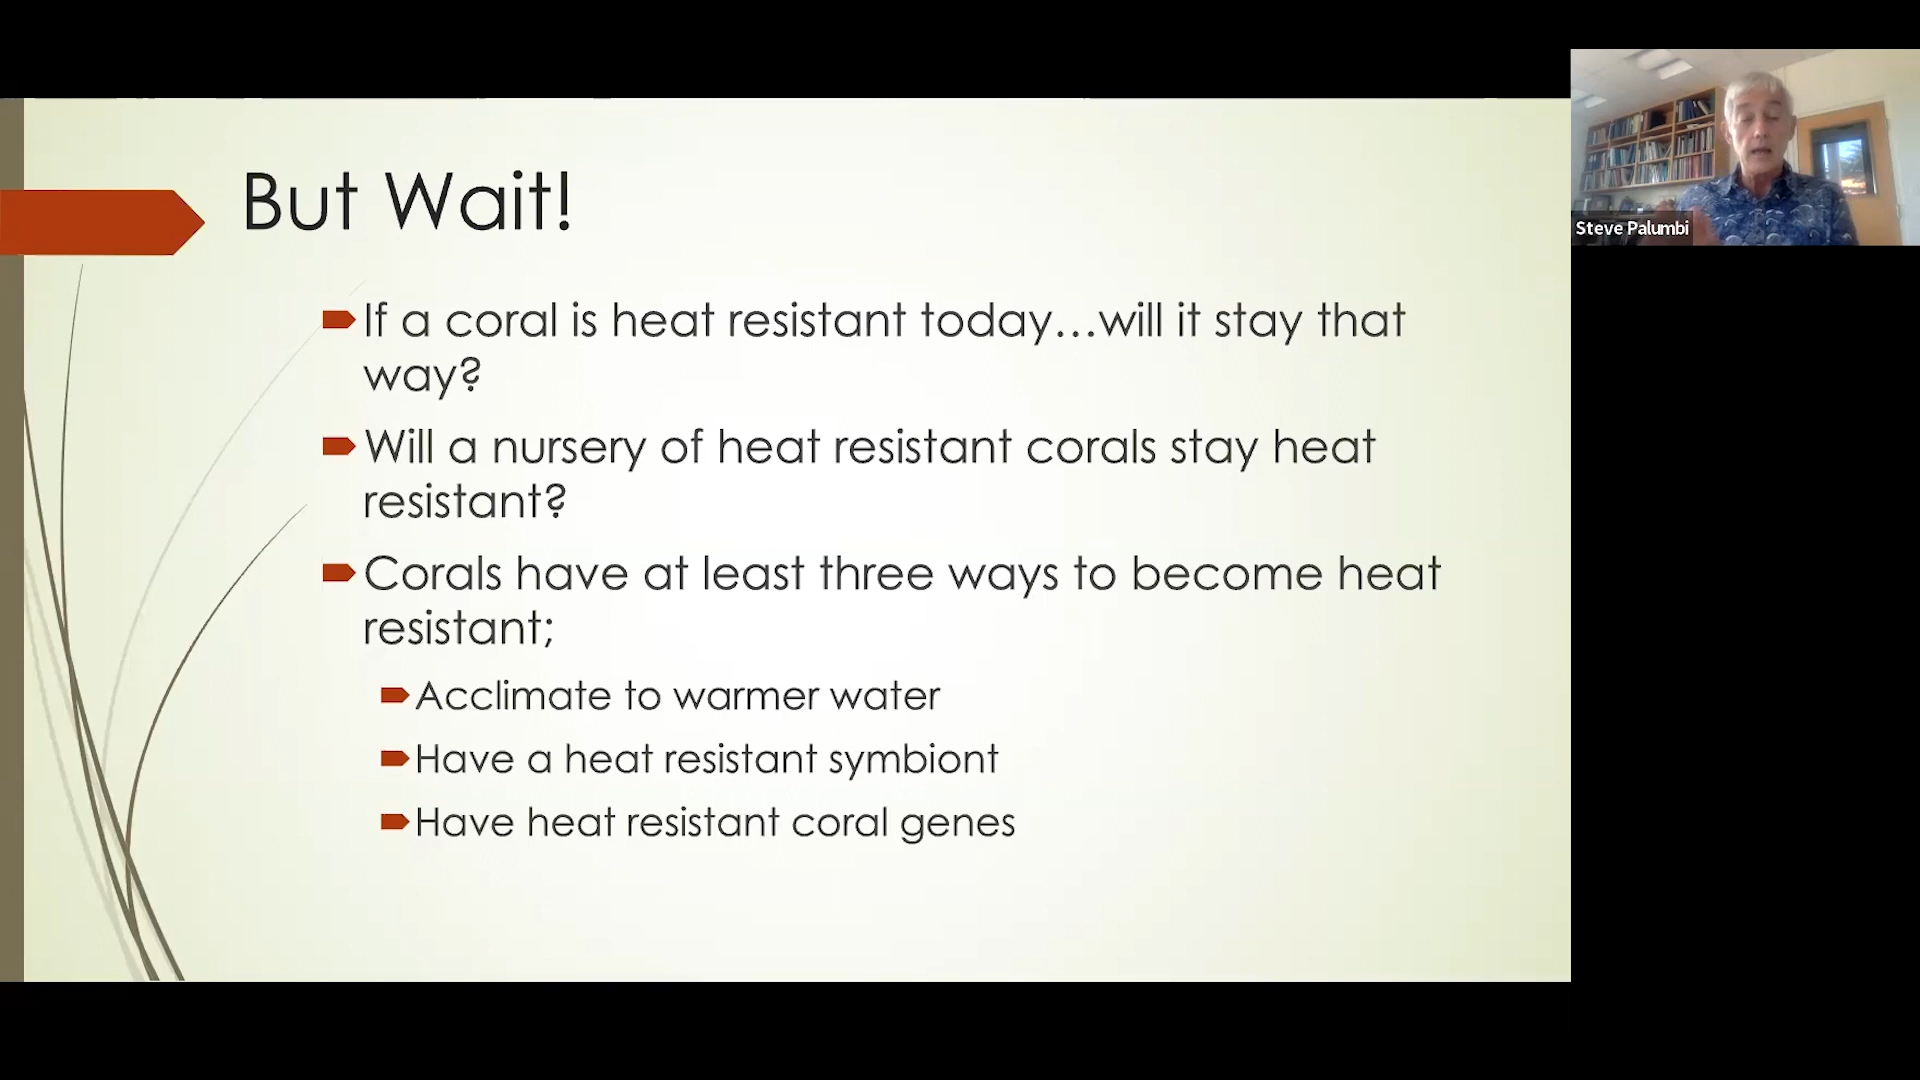 But Wait!
If a coral is heat resistant today...will it stay that
way?
Will a nursery of heat resistant corals stay heat
resistant?
Corals have at least three ways to become heat
resistant;
Acclimate to warmer water
Have a heat resistant symbiont
Have heat resistant coral genes
Steve Palumbi